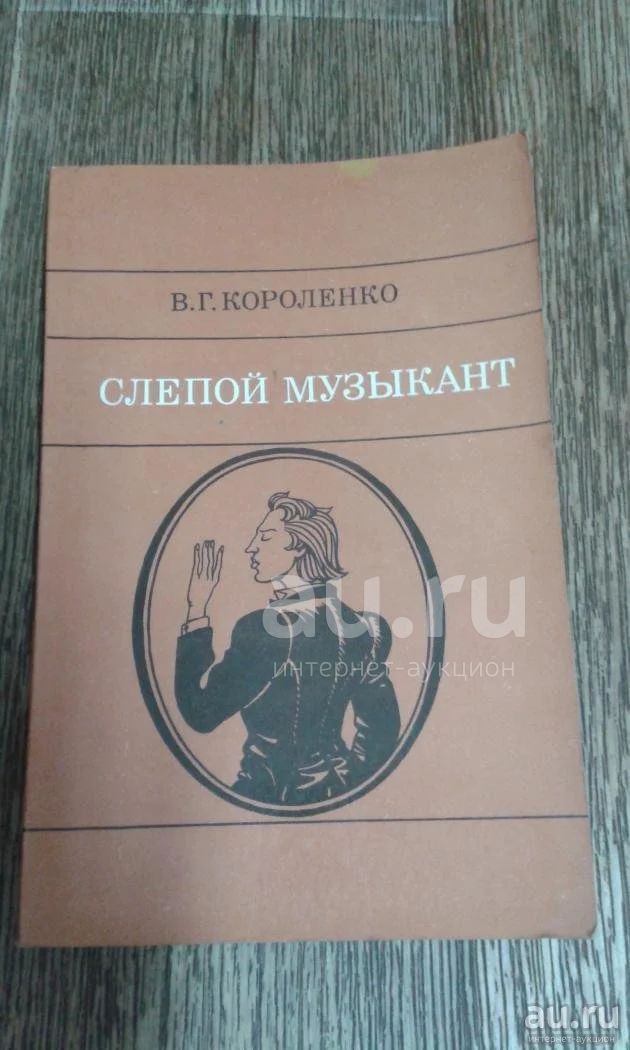 В.Г. КОРОЛЕНКО
СЛЕПОЙ МУЗЫКАНТ
au.ru
интернет-аукцион
au.ru
интернет-аукцион